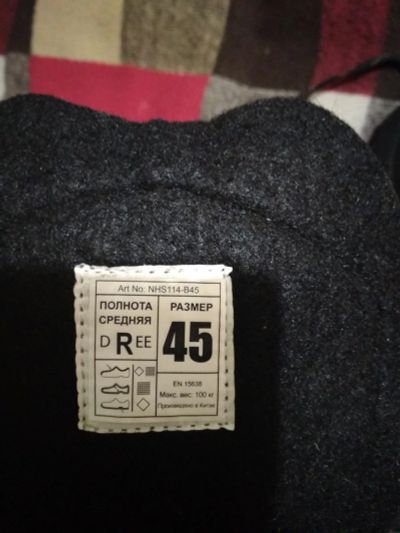 Art No: NHS114-B45
ПОЛНОТА
СРЕДНЯЯ
D R EE
РАЗМЕР
45
EN 15638
Макс. вес: 100 кг
Произведено в Китае